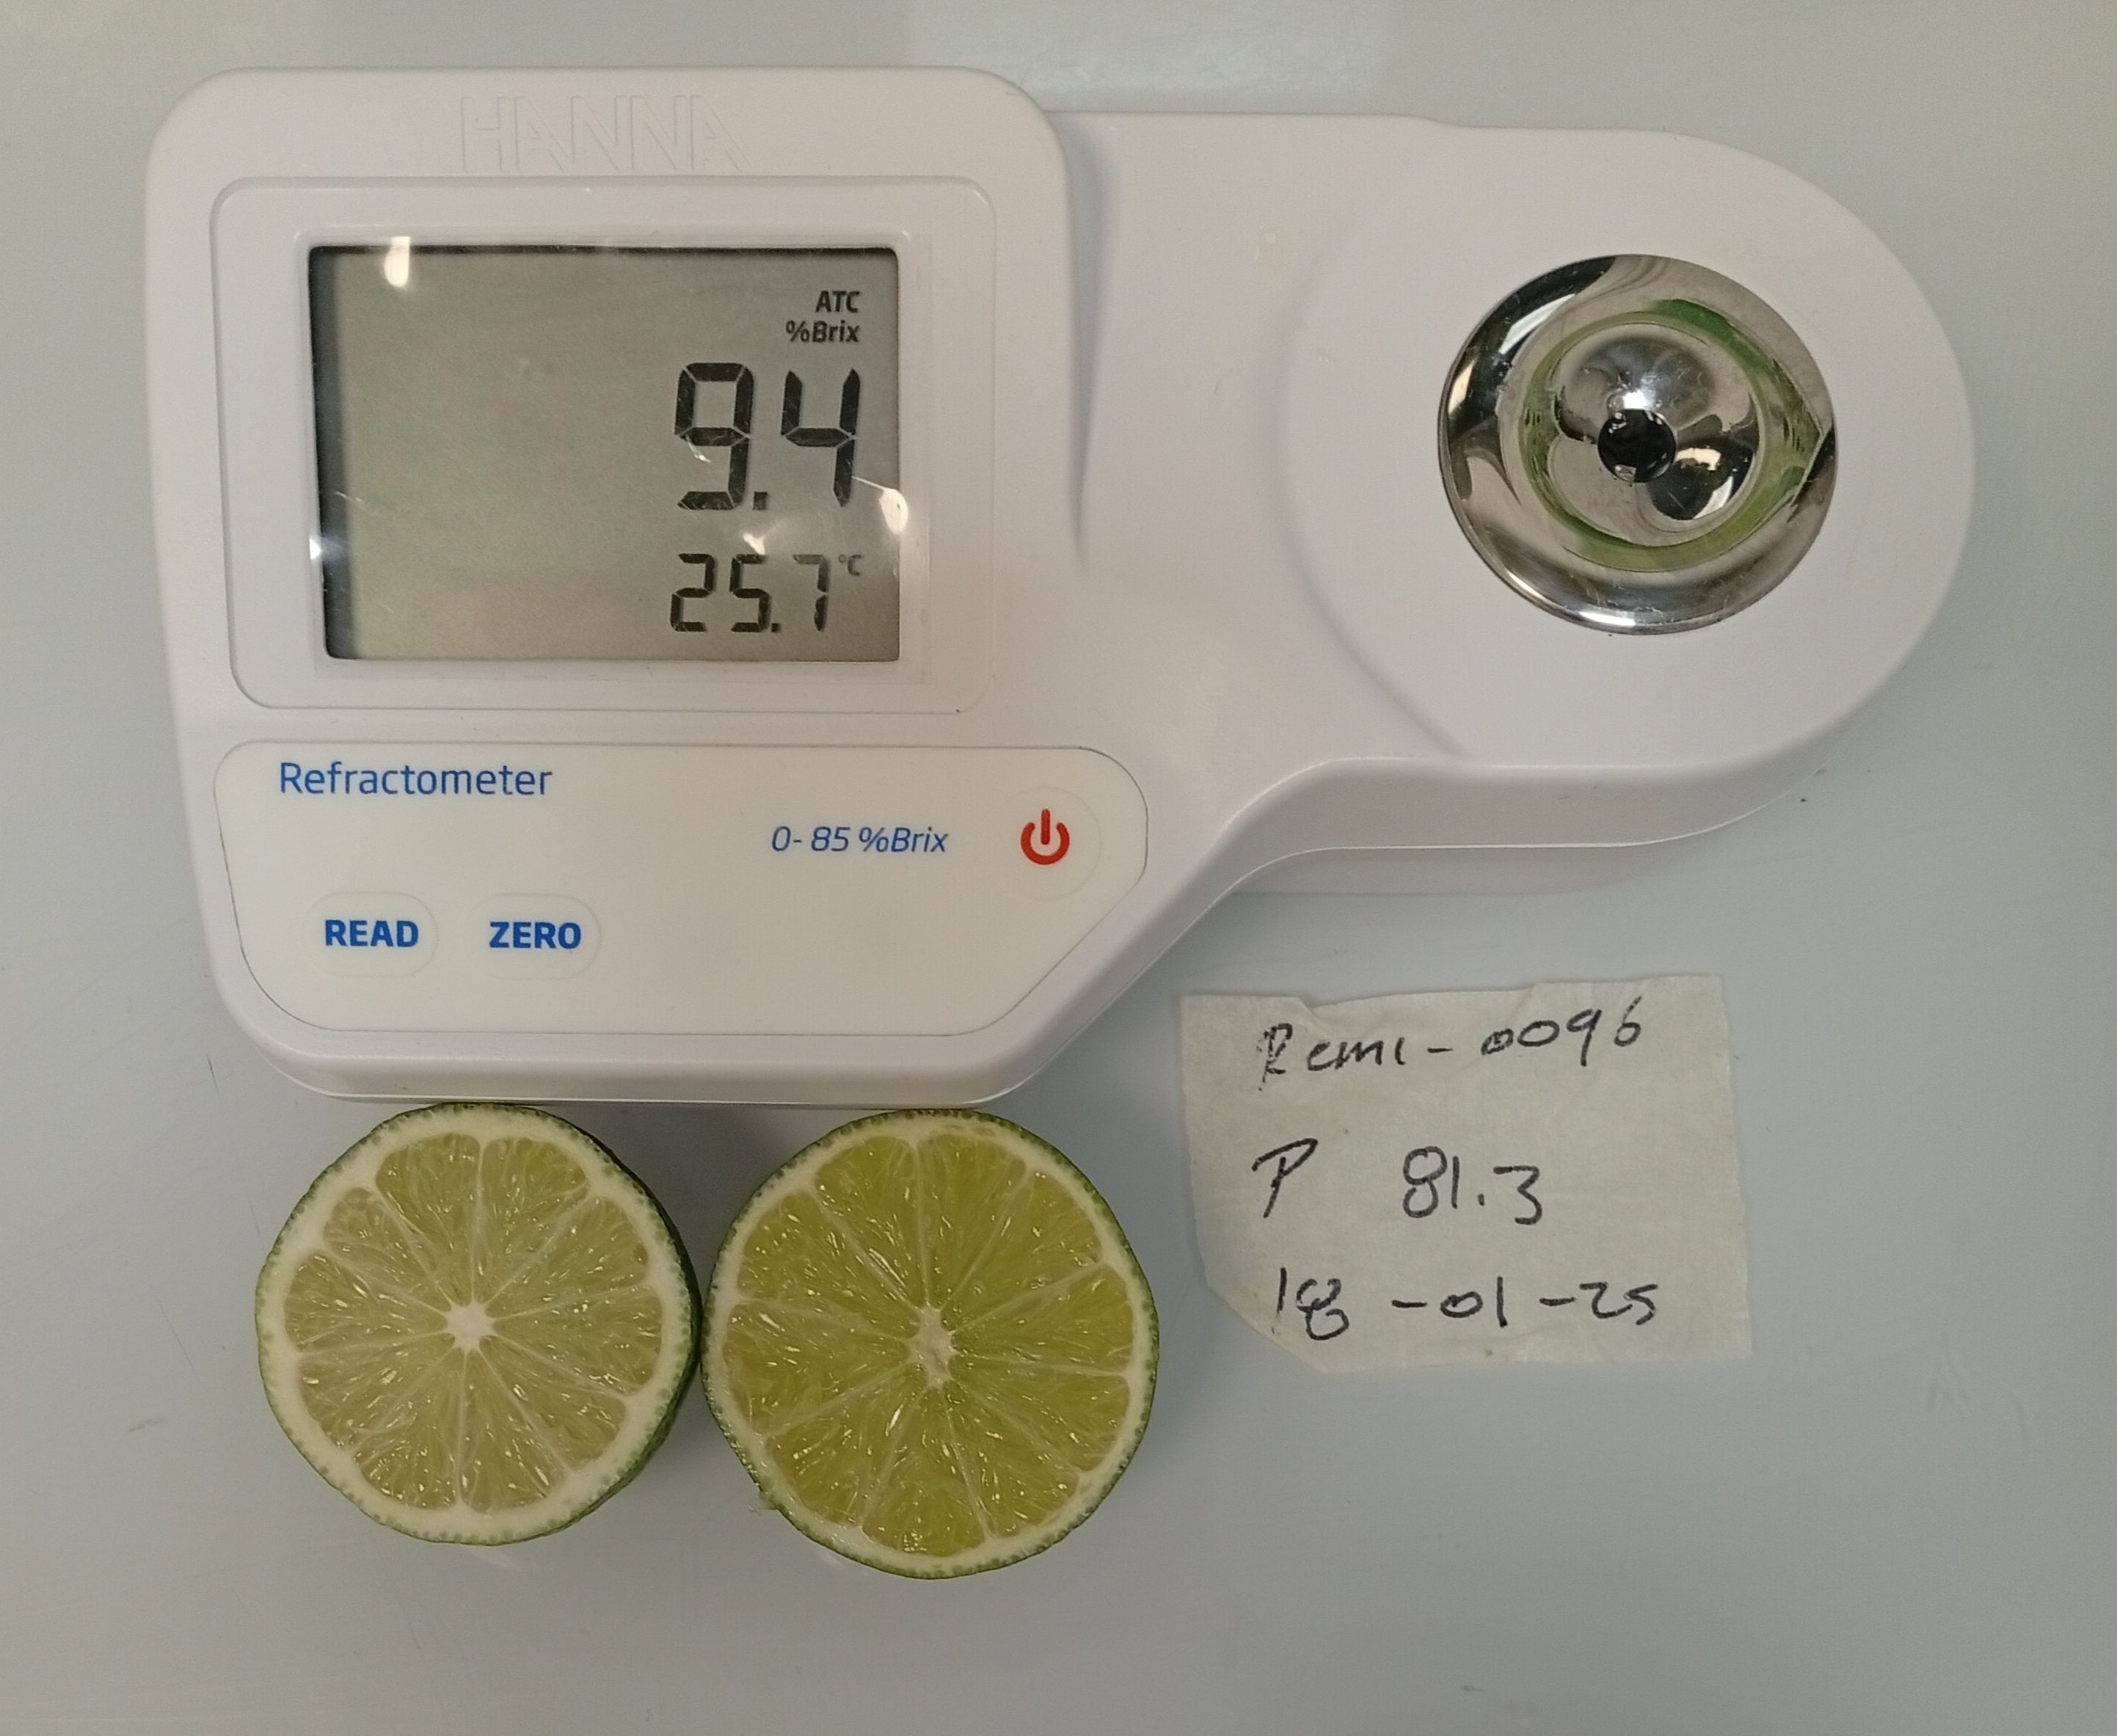 HANNA
ATC
%Brix
9.4
25.7 °C
Refractometer
0- 85 %Brix
READ ZERO
Remi-0096
P 81.3
18-01-25